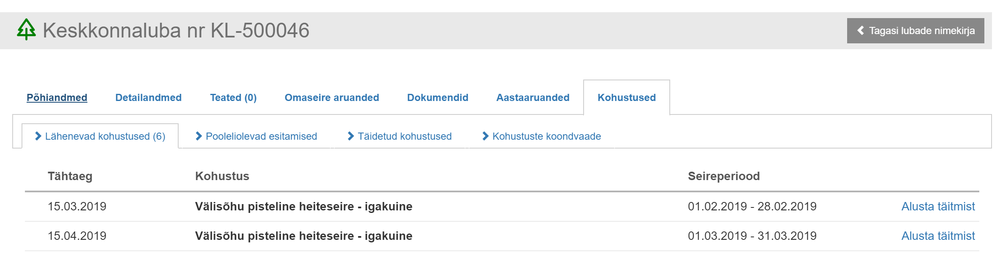 Keskkonnaluba nr KL-500046
Tagasi lubade nimekirja
Põhiandmed Detailandmed Teated (0) Omaseire aruanded Dokumendid Aastaaruanded Kohustused
Lähenevad kohustused (6) Pooleliolevad esitamised Täidetud kohustused Kohustuste koondvaade
Tähtaeg Kohustus Seireperiood
15.03.2019 Välisõhu pisteline heiteseire - igakuine 01.02.2019 - 28.02.2019 Alusta täitmist
15.04.2019 Välisõhu pisteline heiteseire - igakuine 01.03.2019 - 31.03.2019 Alusta täitmist